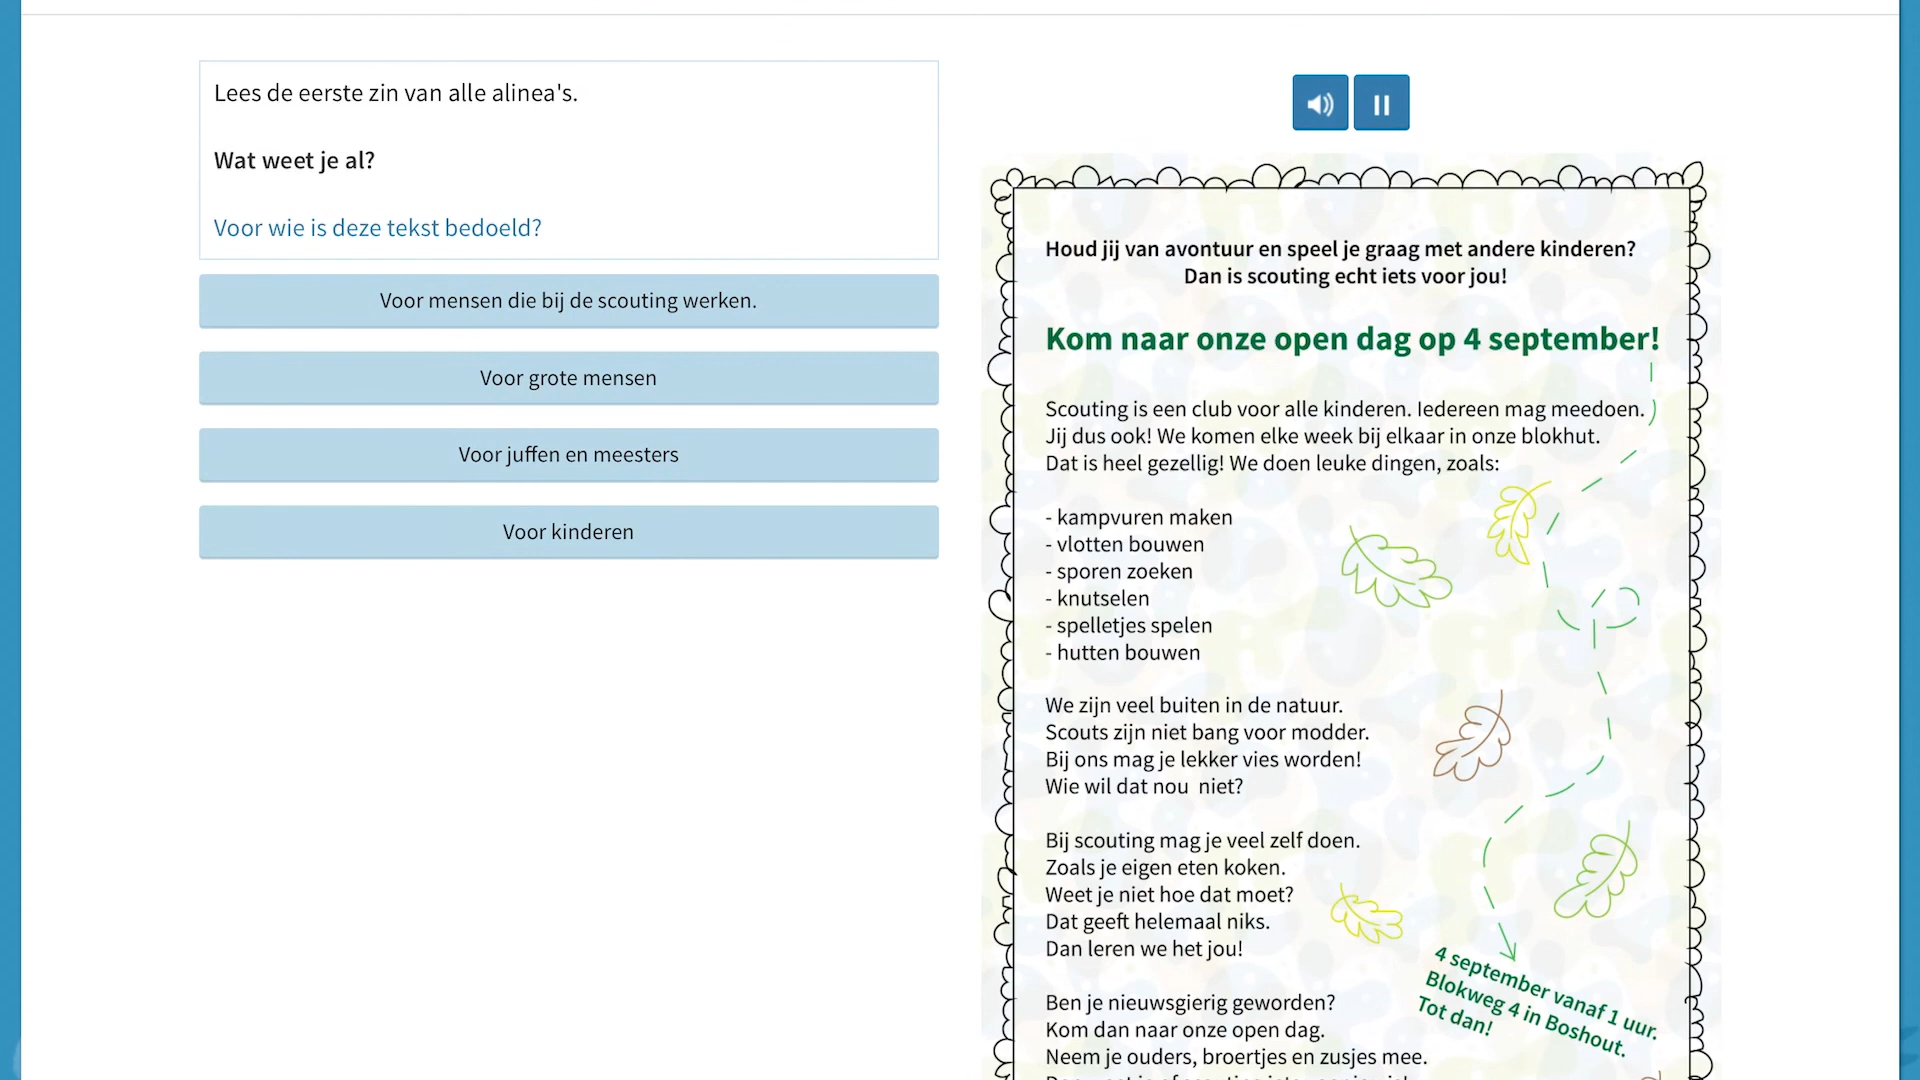 Lees de eerste zin van alle alinea's.
Wat weet je al?
Voor wie is deze tekst bedoeld?
Voor mensen die bij de scouting werken.
Voor grote mensen
Voor juffen en meesters
Voor kinderen
Houd jij van avontuur en speel je graag met andere kinderen?
Dan is scouting echt iets voor jou!
Kom naar onze open dag op 4 september!
Scouting is een club voor alle kinderen. Iedereen mag meedoen.
Jij dus ook! We komen elke week bij elkaar in onze blokhut.
Dat is heel gezellig! We doen leuke dingen, zoals:
- kampvuren maken
- vlotten bouwen
- sporen zoeken
- knutselen
- spelletjes spelen
- hutten bouwen
We zijn veel buiten in de natuur.
Scouts zijn niet bang voor modder.
Bij ons mag je lekker vies worden!
Wie wil dat nou niet?
Bij scouting mag je veel zelf doen.
Zoals je eigen eten koken.
Weet je niet hoe dat moet?
Dat geeft helemaal niks.
Dan leren we het jou!
4 september vanaf 1 uur.
Blokweg 4 in Boshout.
Tot dan!
Ben je nieuwsgierig geworden?
Kom dan naar onze open dag.
Neem je ouders, broertjes en zusjes mee.